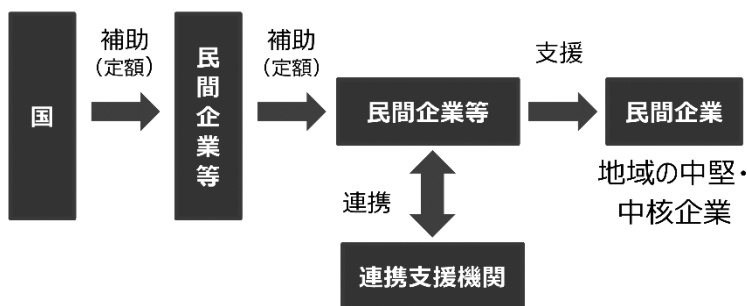 国
補助
（定額）
民間企業等
補助
（定額）
民間企業等
支援
民間企業
地域の中堅・
中核企業
連携
連携支援機関